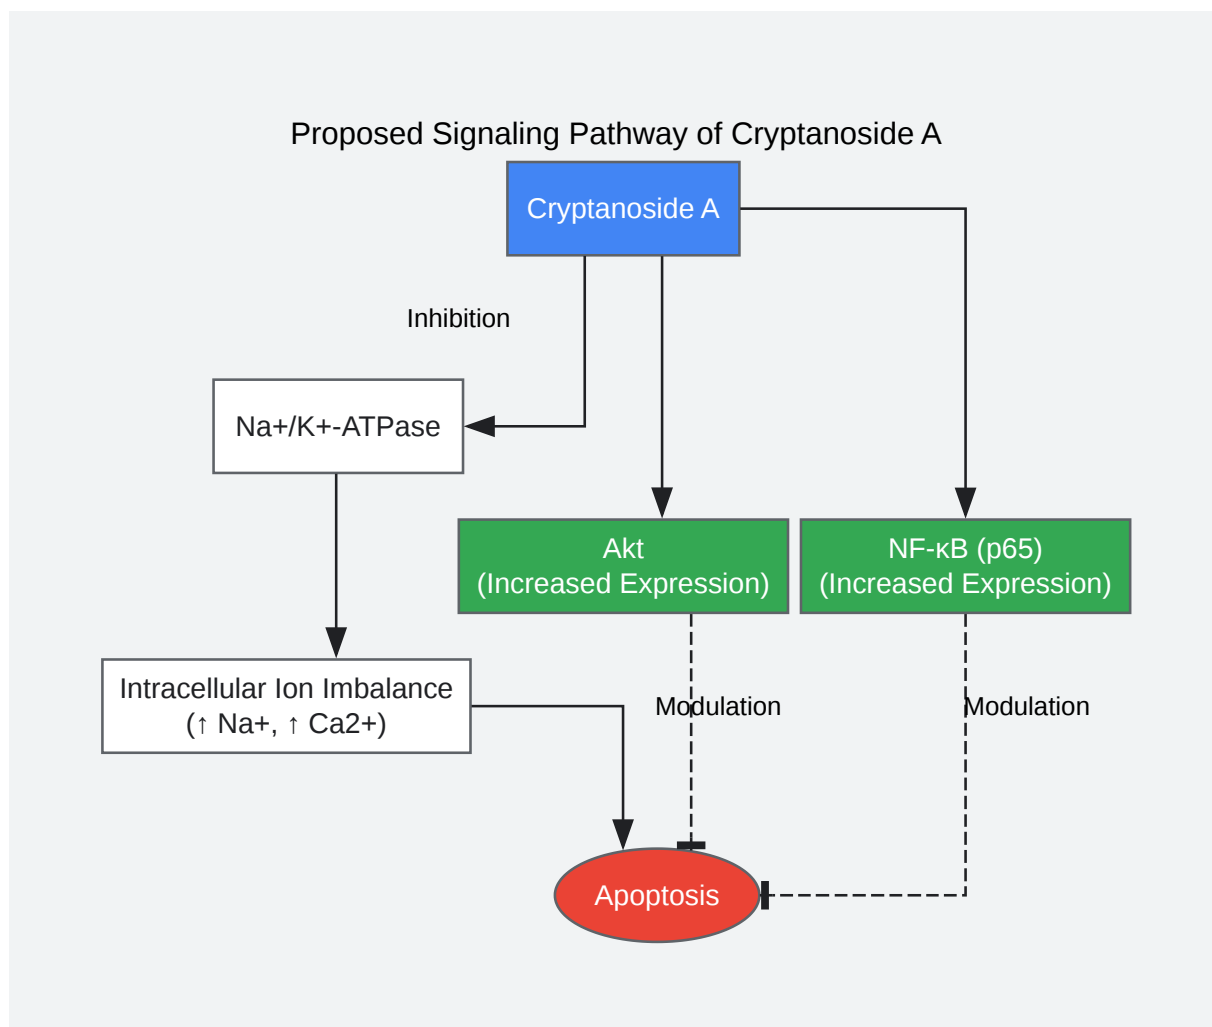 Proposed Signaling Pathway of Cryptanoside A
Cryptanoside A
Inhibition
Na+/K+-ATPase
Akt
(Increased Expression)
NF-κB (p65)
(Increased Expression)
Intracellular Ion Imbalance
(↑ Na+, ↑ Ca2+)
Modulation
Modulation
Apoptosis